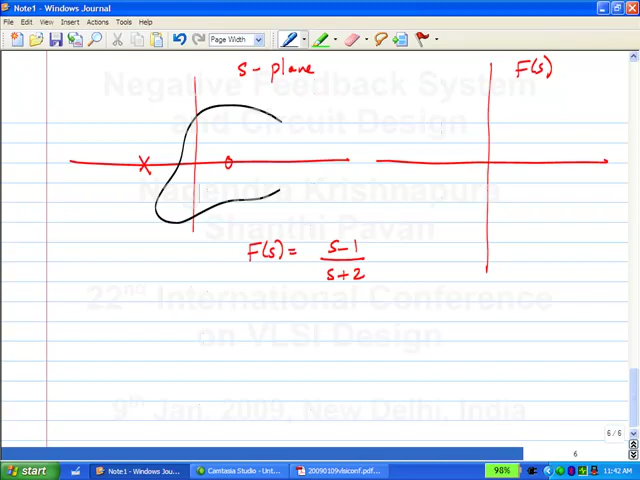 Note1 - Windows Journal
File Edit View Insert Actions Tools Help
Page Width
s - plane
F(s)
Negative Feedback System
and Circuit Design
Nagendra Krishnapura
Shanthi Pavan
F(s) = s-1
s+2
22nd International Conference
on VLSI Design
9th Jan. 2009, New Delhi, India
6/6
6
start
Note1 - Windows Jou...
Camtasia Studio - Unt...
20090109vlsiconf.pdf...
98%
11:42 AM